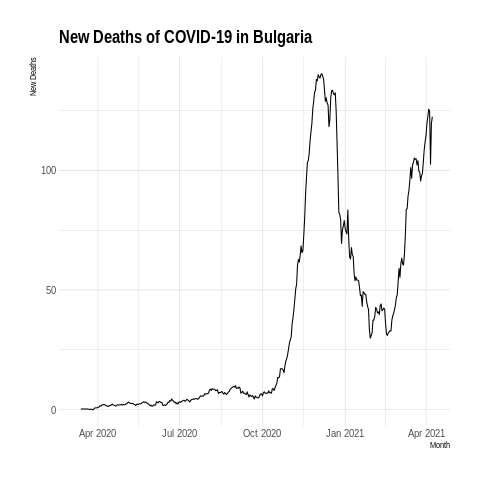 New Deaths of COVID-19 in Bulgaria
New Deaths
100
50
0
Apr 2020 Jul 2020 Oct 2020 Jan 2021 Apr 2021
Month